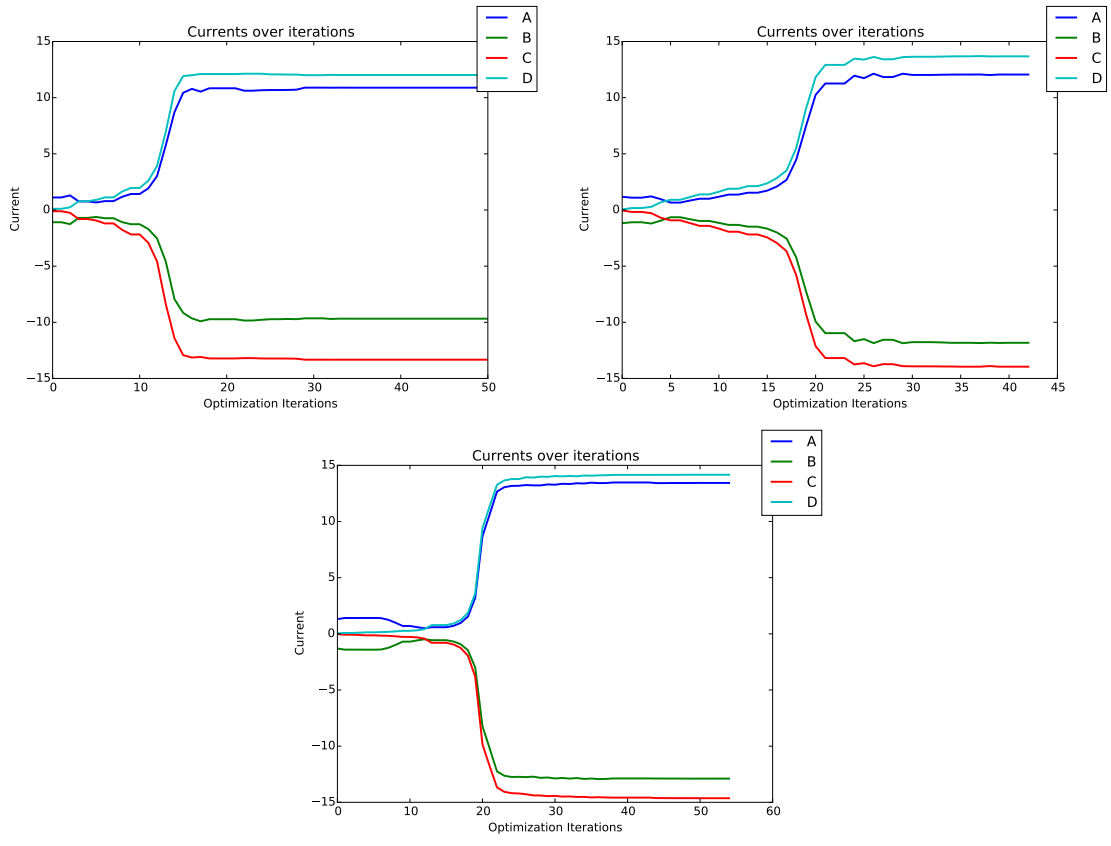 Currents over iterations
A
B
C
D
15
10
5
0
−5
−10
−15
Current
0 10 20 30 40 50
Optimization Iterations
Currents over iterations
A
B
C
D
15
10
5
0
−5
−10
−15
Current
0 5 10 15 20 25 30 35 40 45
Optimization Iterations
Currents over iterations
A
B
C
D
15
10
5
0
−5
−10
−15
Current
0 10 20 30 40 50 60
Optimization Iterations